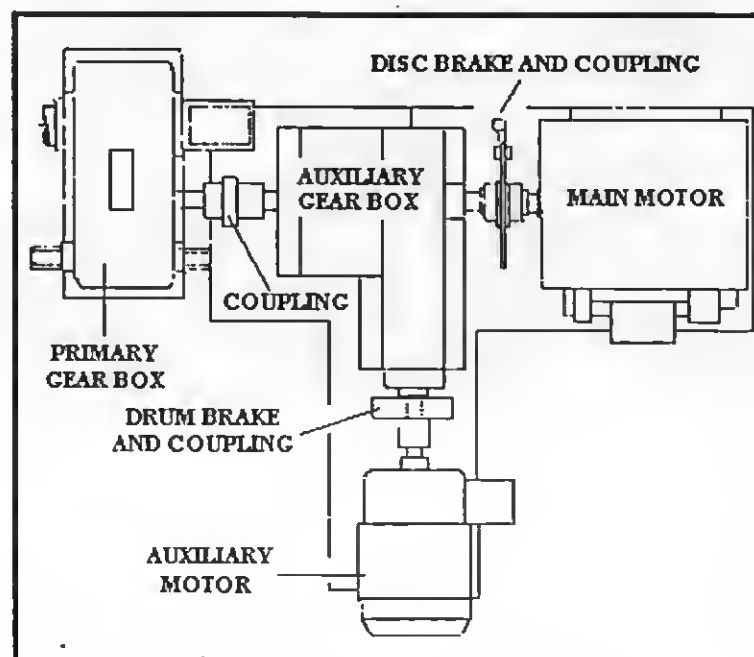 DISC BRAKE AND COUPLING
AUXILIARY
GEAR BOX
MAIN MOTOR
COUPLING
PRIMARY
GEAR BOX
DRUM BRAKE
AND COUPLING
AUXILIARY
MOTOR